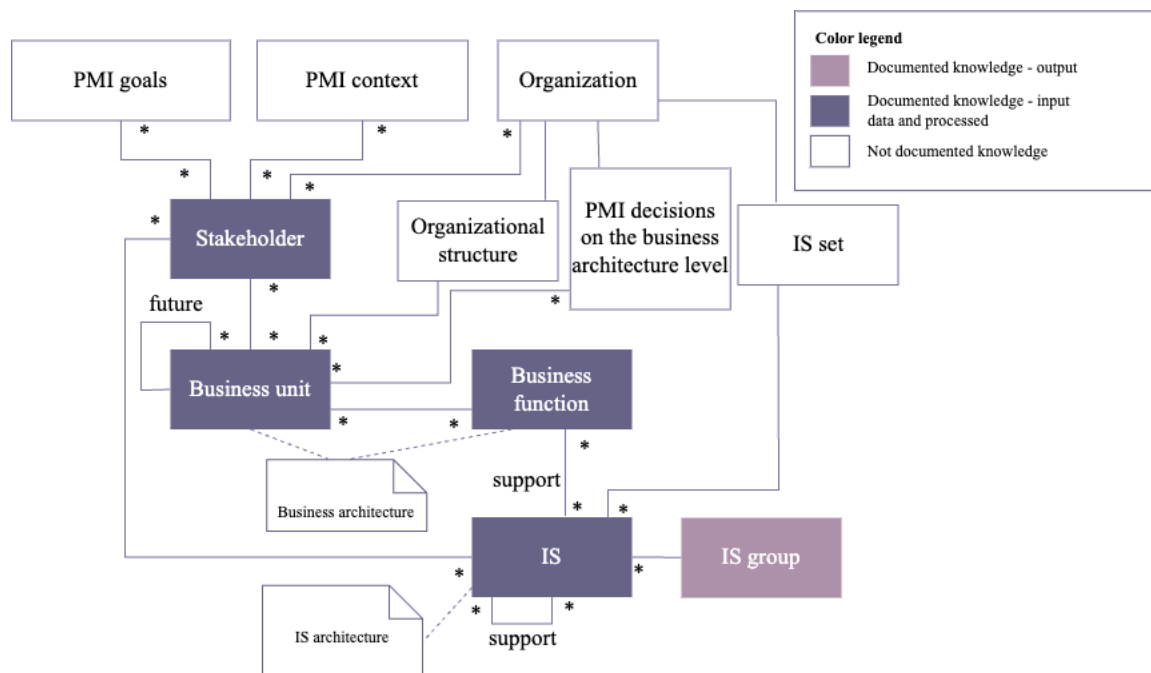 PMI goals
PMI context
Organization
Color legend
Documented knowledge - output
Documented knowledge - input
data and processed
Not documented knowledge
*
*
*
*
*
*
*
Stakeholder
Organizational
structure
PMI decisions
on the business
architecture level
IS set
*
future
*
*
*
*
*
Business unit
Business
function
*
*
*
support
Business architecture
*
*
IS
IS group
*
*
*
*
IS architecture
support